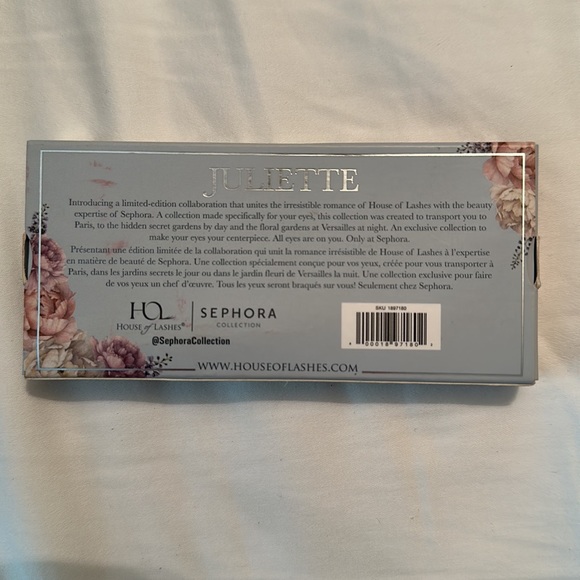 JULIETTE
Introducing a limited-edition collaboration that unites the irresistible romance of House of Lashes with the beauty
expertise of Sephora. A collection made specifically for your eyes, this collection was created to transport you to
Paris, to the hidden secret gardens by day and the floral gardens at Versailles at night. An exclusive collection to
make your eyes your centerpiece. All eyes are on you. Only at Sephora.
Présentant une édition limitée de la collaboration qui unit la romance irrésistible de House of Lashes à l'expertise
en matière de beauté de Sephora. Une collection spécialement conçue pour vos yeux, créée pour vous transporter à
Paris, dans les jardins secrets le jour ou dans le jardin fleuri de Versailles la nuit. Une collection exclusive pour faire
de vos yeux un chef d'œuvre. Tous les yeux seront braqués sur vous! Seulement chez Sephora.
HOL
HOUSE of LASHES®
SEPHORA
COLLECTION
@SephoraCollection
SKU 1897180
00018 97180
WWW.HOUSEOFLASHES.COM